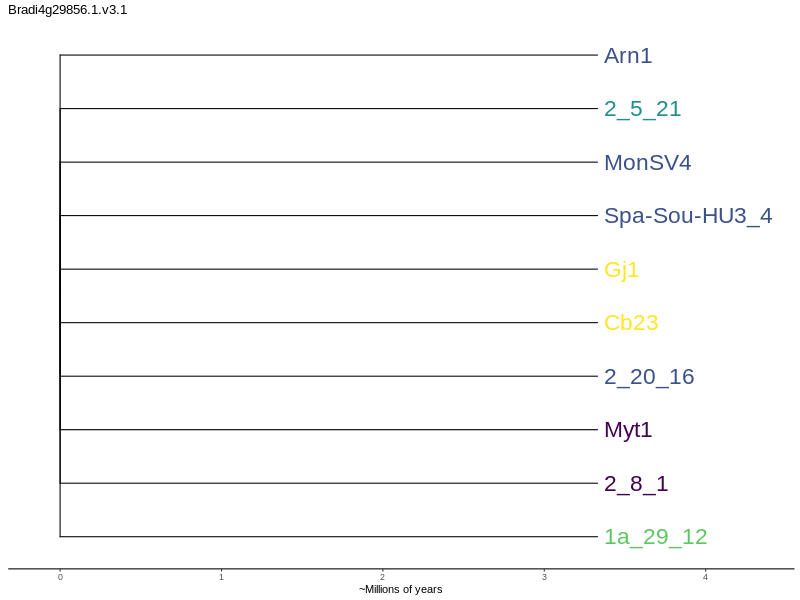 Bradi4g29856.1.v3.1
Arn1
2_5_21
MonSV4
Spa-Sou-HU3_4
Gj1
Cb23
2_20_16
Myt1
2_8_1
1a_29_12
0 1 2 3 4
~Millions of years